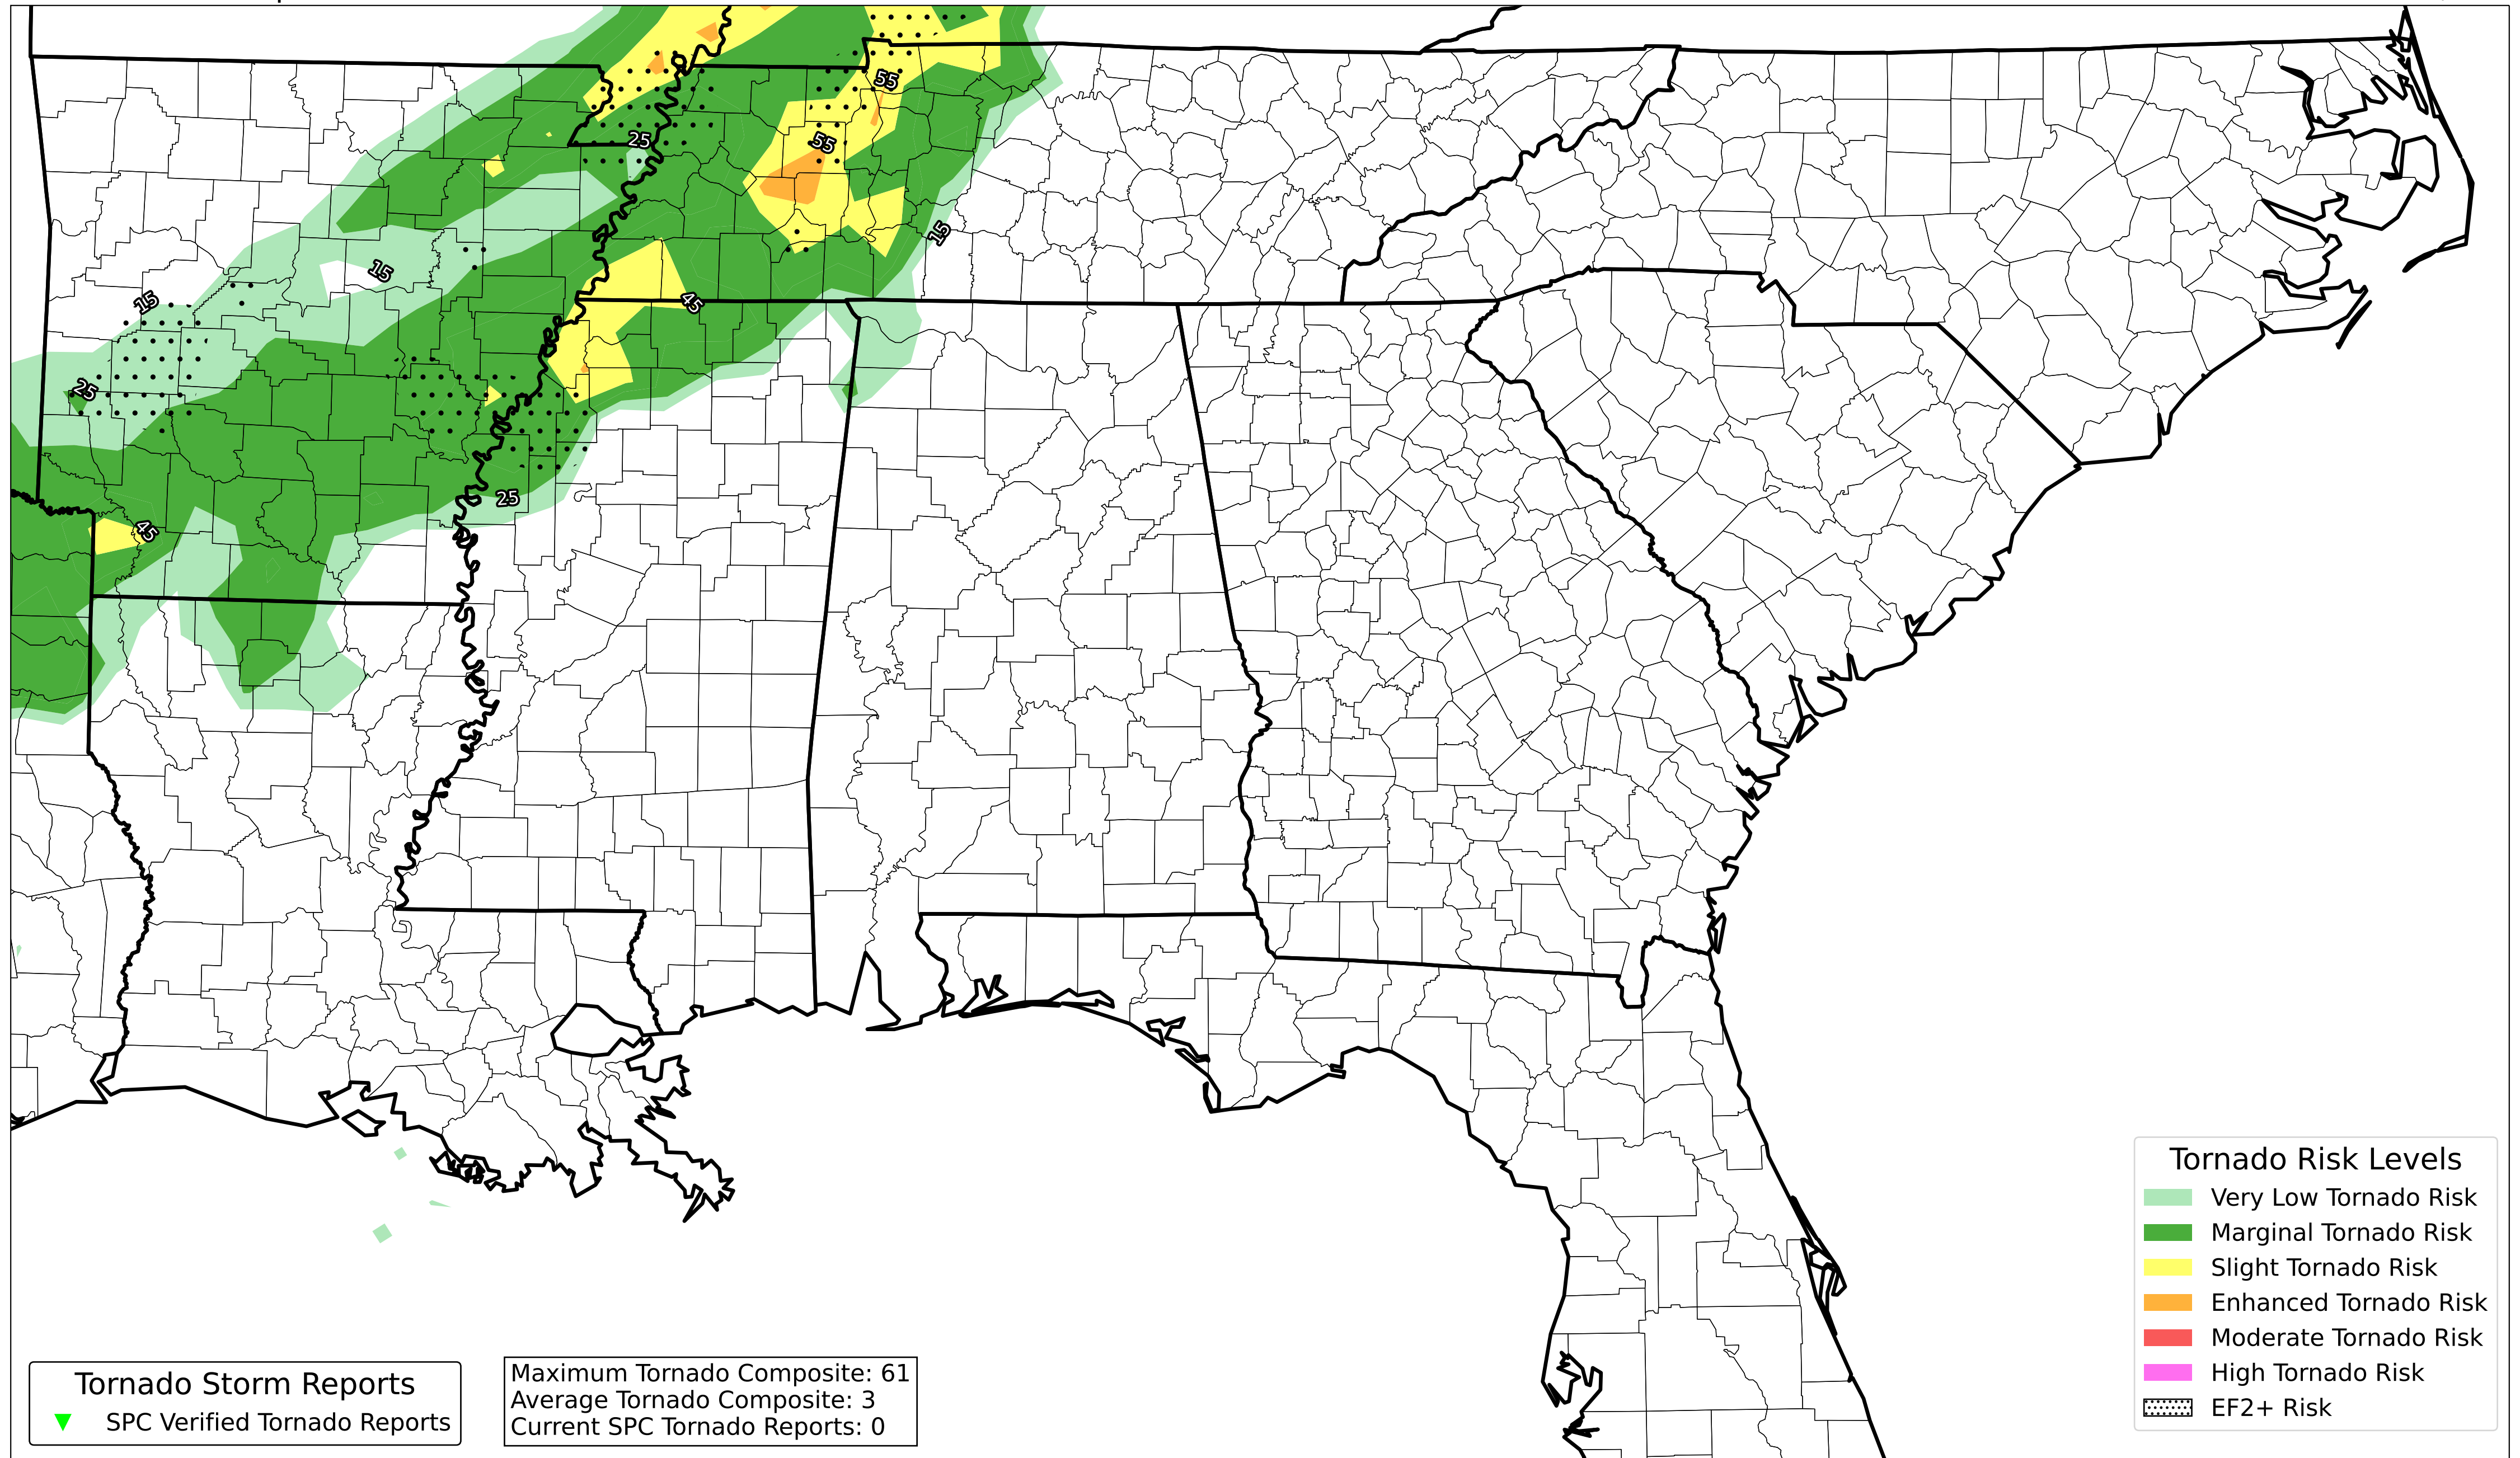 55
25
55
15
15
15
45
25
25
45
Tornado Risk Levels
Very Low Tornado Risk
Marginal Tornado Risk
Slight Tornado Risk
Enhanced Tornado Risk
Moderate Tornado Risk
High Tornado Risk
EF2+ Risk
Tornado Storm Reports
SPC Verified Tornado Reports
Maximum Tornado Composite: 61
Average Tornado Composite: 3
Current SPC Tornado Reports: 0